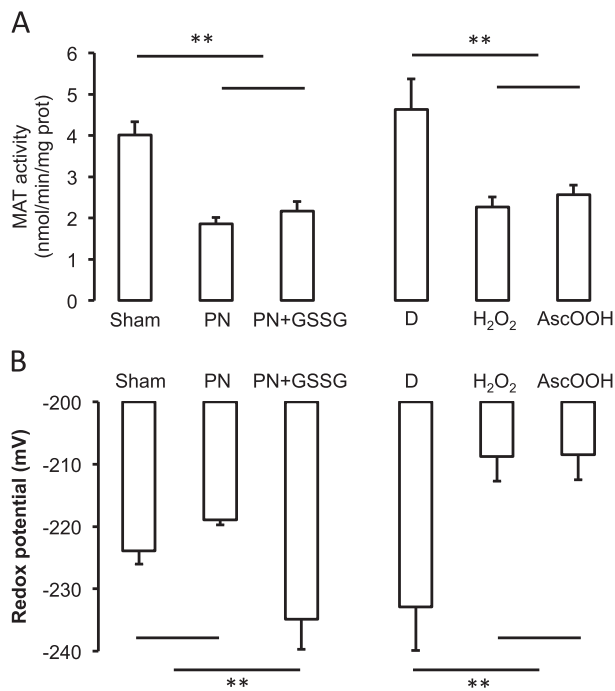 A
** **
6
5
4
3
2
1
0
MAT activity
(nmol/min/mg prot)
Sham PN PN+GSSG D H₂O₂ AscOOH
B
Sham PN PN+GSSG D H₂O₂ AscOOH
-200
-210
-220
-230
-240
Redox potential (mV)
** **